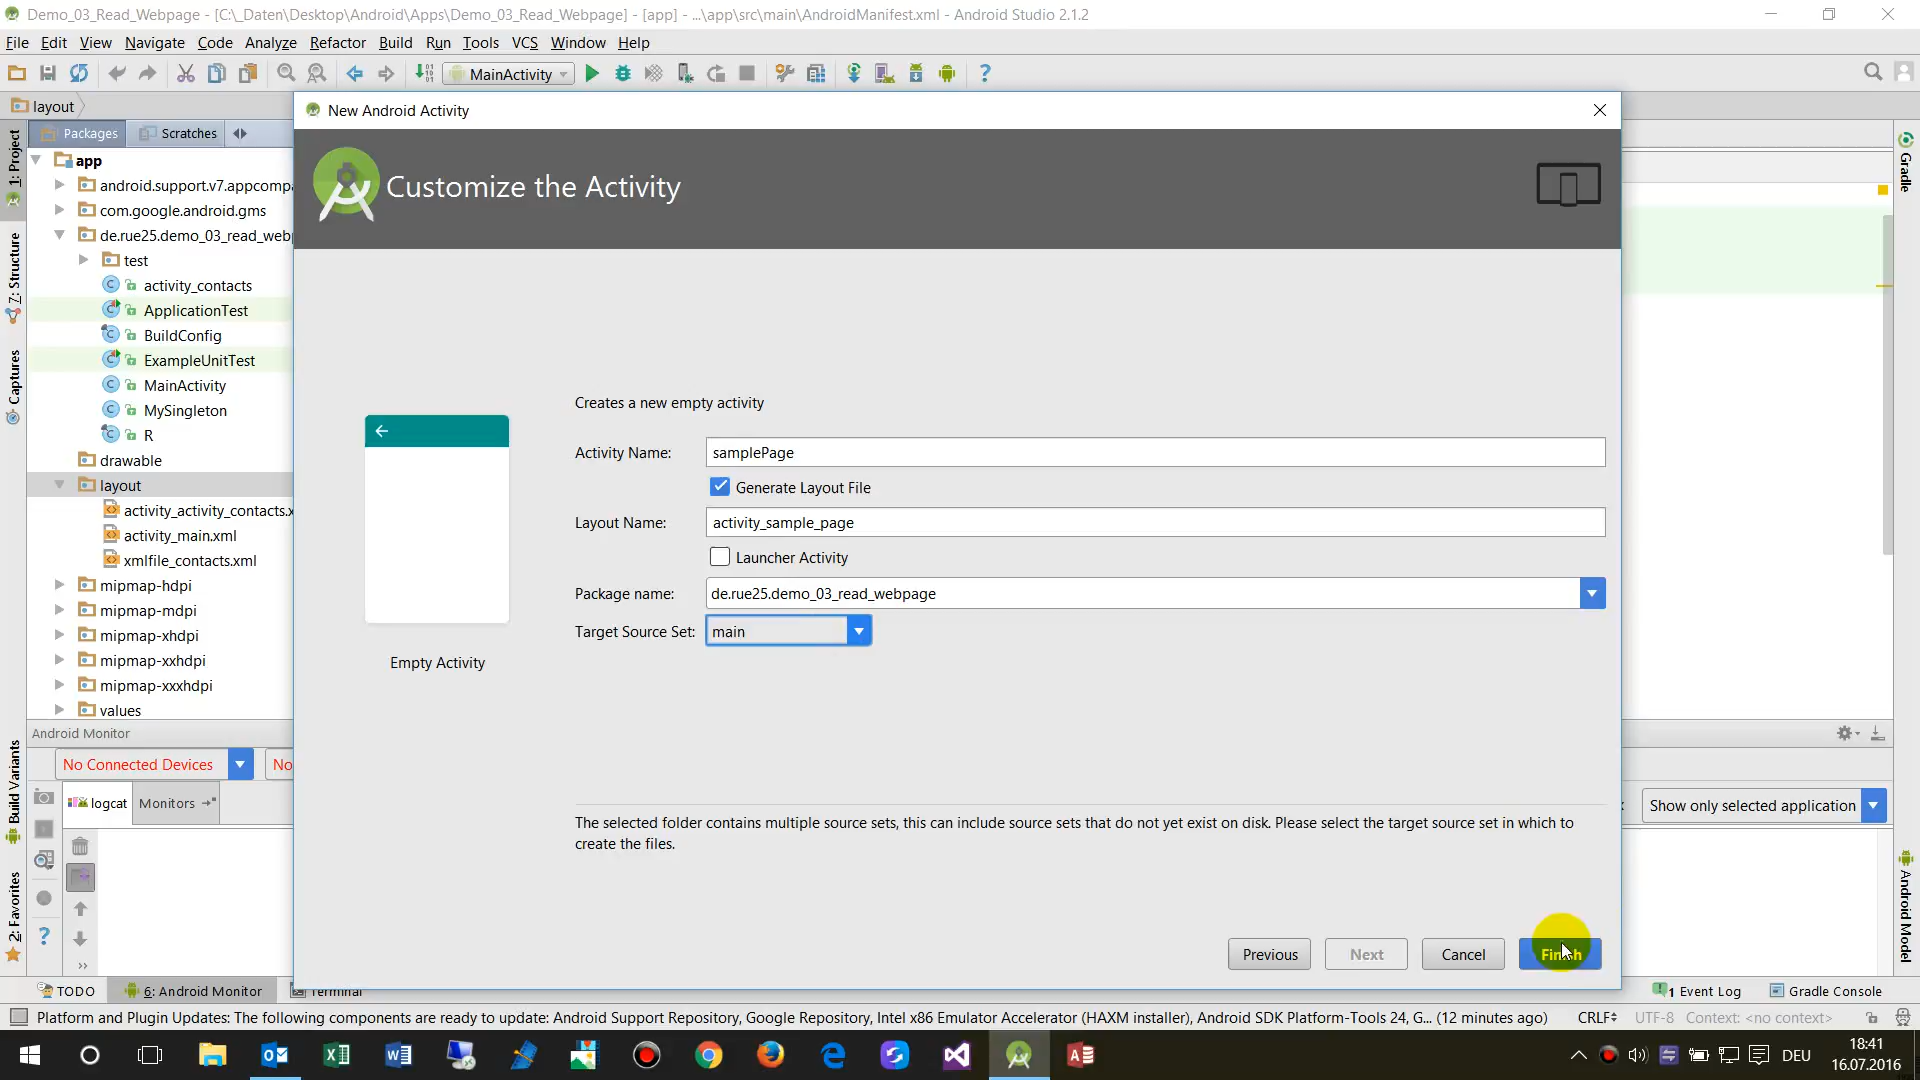 Demo_03_Read_Webpage - [C:\_Daten\Desktop\Android\Apps\Demo_03_Read_Webpage] - [app] - ...\app\src\main\AndroidManifest.xml - Android Studio 2.1.2
File Edit View Navigate Code Analyze Refactor Build Run Tools VCS Window Help
MainActivity
layout
New Android Activity
Packages Scratches
1: Project
Z: Structure
Captures
Build Variants
2: Favorites
app
android.support.v7.appcompa
com.google.android.gms
de.rue25.demo_03_read_web
test
activity_contacts
ApplicationTest
BuildConfig
ExampleUnitTest
MainActivity
MySingleton
R
drawable
layout
activity_activity_contacts.x
activity_main.xml
xmlfile_contacts.xml
mipmap-hdpi
mipmap-mdpi
mipmap-xhdpi
mipmap-xxhdpi
mipmap-xxxhdpi
values
Customize the Activity
Creates a new empty activity
Activity Name: samplePage
Generate Layout File
Layout Name: activity_sample_page
Launcher Activity
Package name: de.rue25.demo_03_read_webpage
Target Source Set: main
Empty Activity
The selected folder contains multiple source sets, this can include source sets that do not yet exist on disk. Please select the target source set in which to
create the files.
Previous Next Cancel Finish
Gradle
Android Model
Android Monitor
No Connected Devices No
logcat Monitors
Show only selected application
TODO 6: Android Monitor Terminal 1 Event Log Gradle Console
Platform and Plugin Updates: The following components are ready to update: Android Support Repository, Google Repository, Intel x86 Emulator Accelerator (HAXM installer), Android SDK Platform-Tools 24, G... (12 minutes ago) CRLF UTF-8 Context: <no context>
DEU
18:41
16.07.2016